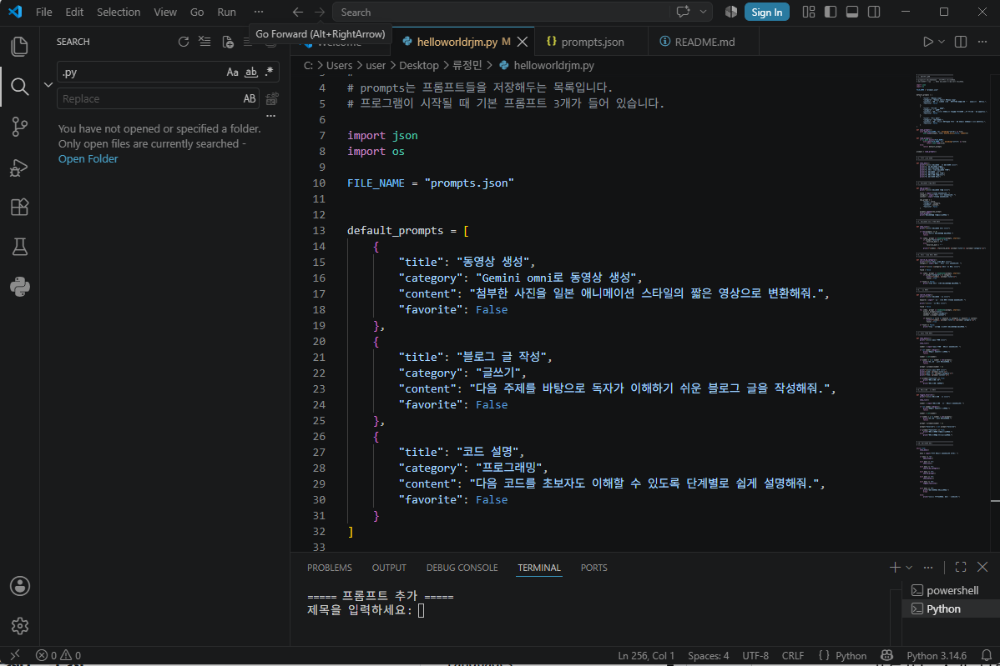 File Edit Selection View Go Run ··· Search Sign In
SEARCH
Go Forward (Alt+RightArrow)
helloworldrjm.py M
prompts.json
README.md
C: > Users > user > Desktop > 류정민 > helloworldrjm.py
.py
Aa ab .*
Replace
AB
You have not opened or specified a folder.
Only open files are currently searched -
Open Folder
4 # prompts는 프롬프트들을 저장해두는 목록입니다.
5 # 프로그램이 시작될 때 기본 프롬프트 3개가 들어 있습니다.
6
7 import json
8 import os
9
10 FILE_NAME = "prompts.json"
11
12
13 default_prompts = [
14     {
15         "title": "동영상 생성",
16         "category": "Gemini omni로 동영상 생성",
17         "content": "첨부한 사진을 일본 애니메이션 스타일의 짧은 영상으로 변환해줘.",
18         "favorite": False
19     },
20     {
21         "title": "블로그 글 작성",
22         "category": "글쓰기",
23         "content": "다음 주제를 바탕으로 독자가 이해하기 쉬운 블로그 글을 작성해줘.",
24         "favorite": False
25     },
26     {
27         "title": "코드 설명",
28         "category": "프로그래밍",
29         "content": "다음 코드를 초보자도 이해할 수 있도록 단계별로 쉽게 설명해줘.",
30         "favorite": False
31     }
32 ]
33
PROBLEMS OUTPUT DEBUG CONSOLE TERMINAL PORTS
===== 프롬프트 추가 =====
제목을 입력하세요:
powershell
Python
0 0 Ln 256, Col 1 Spaces: 4 UTF-8 CRLF { } Python Python 3.14.6